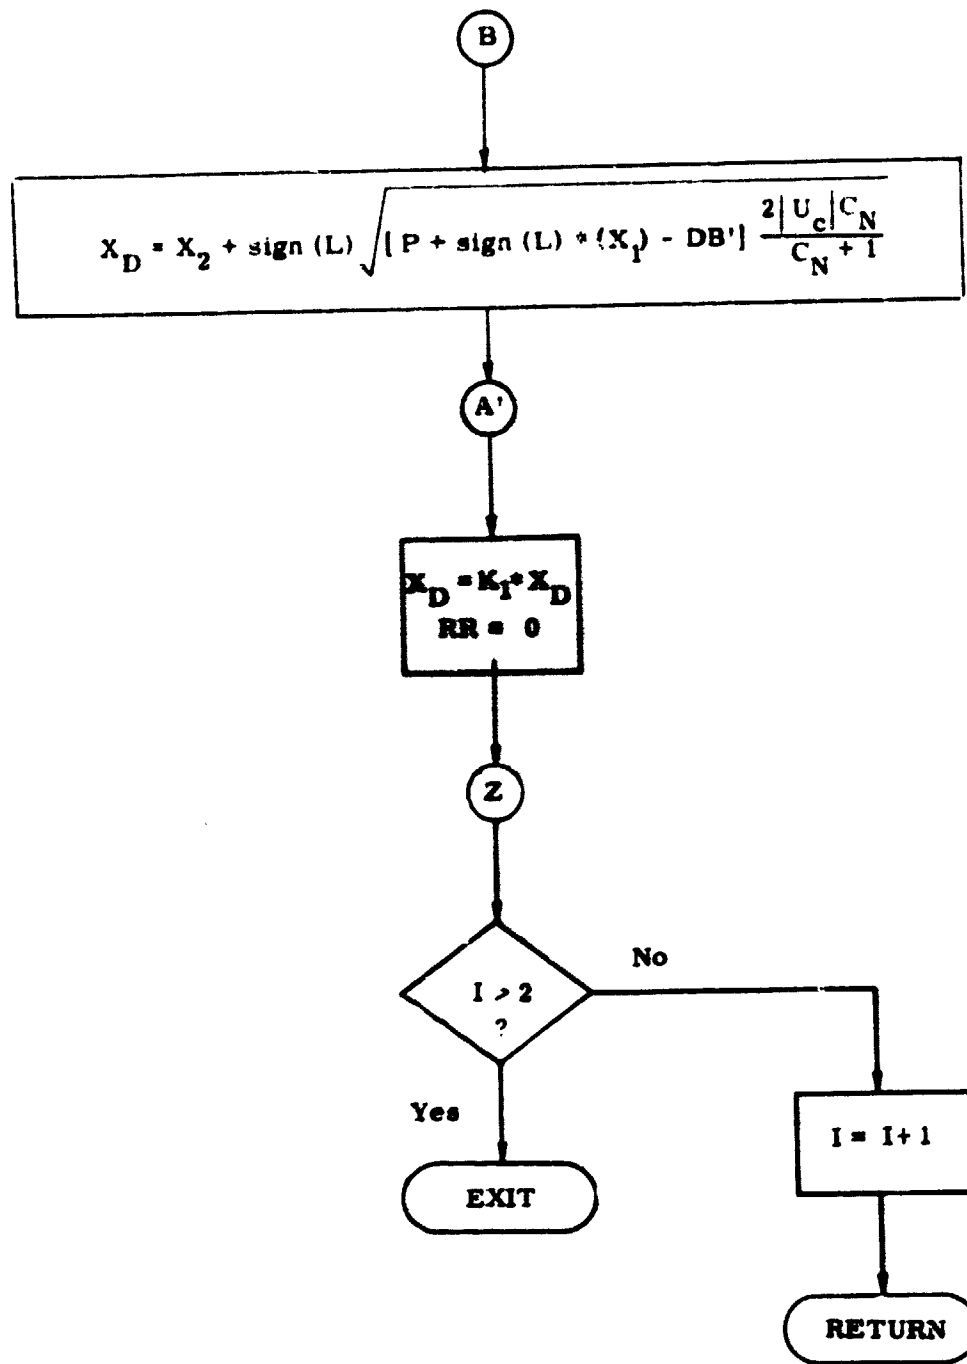 B
X_D = X_2 + sign (L) √([ P + sign (L) * (X_1) - DB' ] 2|U_c|C_N / C_N + 1)
A'
X_D = K_1 * X_D
RR = 0
Z
I > 2
?
No
Yes
I = I + 1
EXIT
RETURN